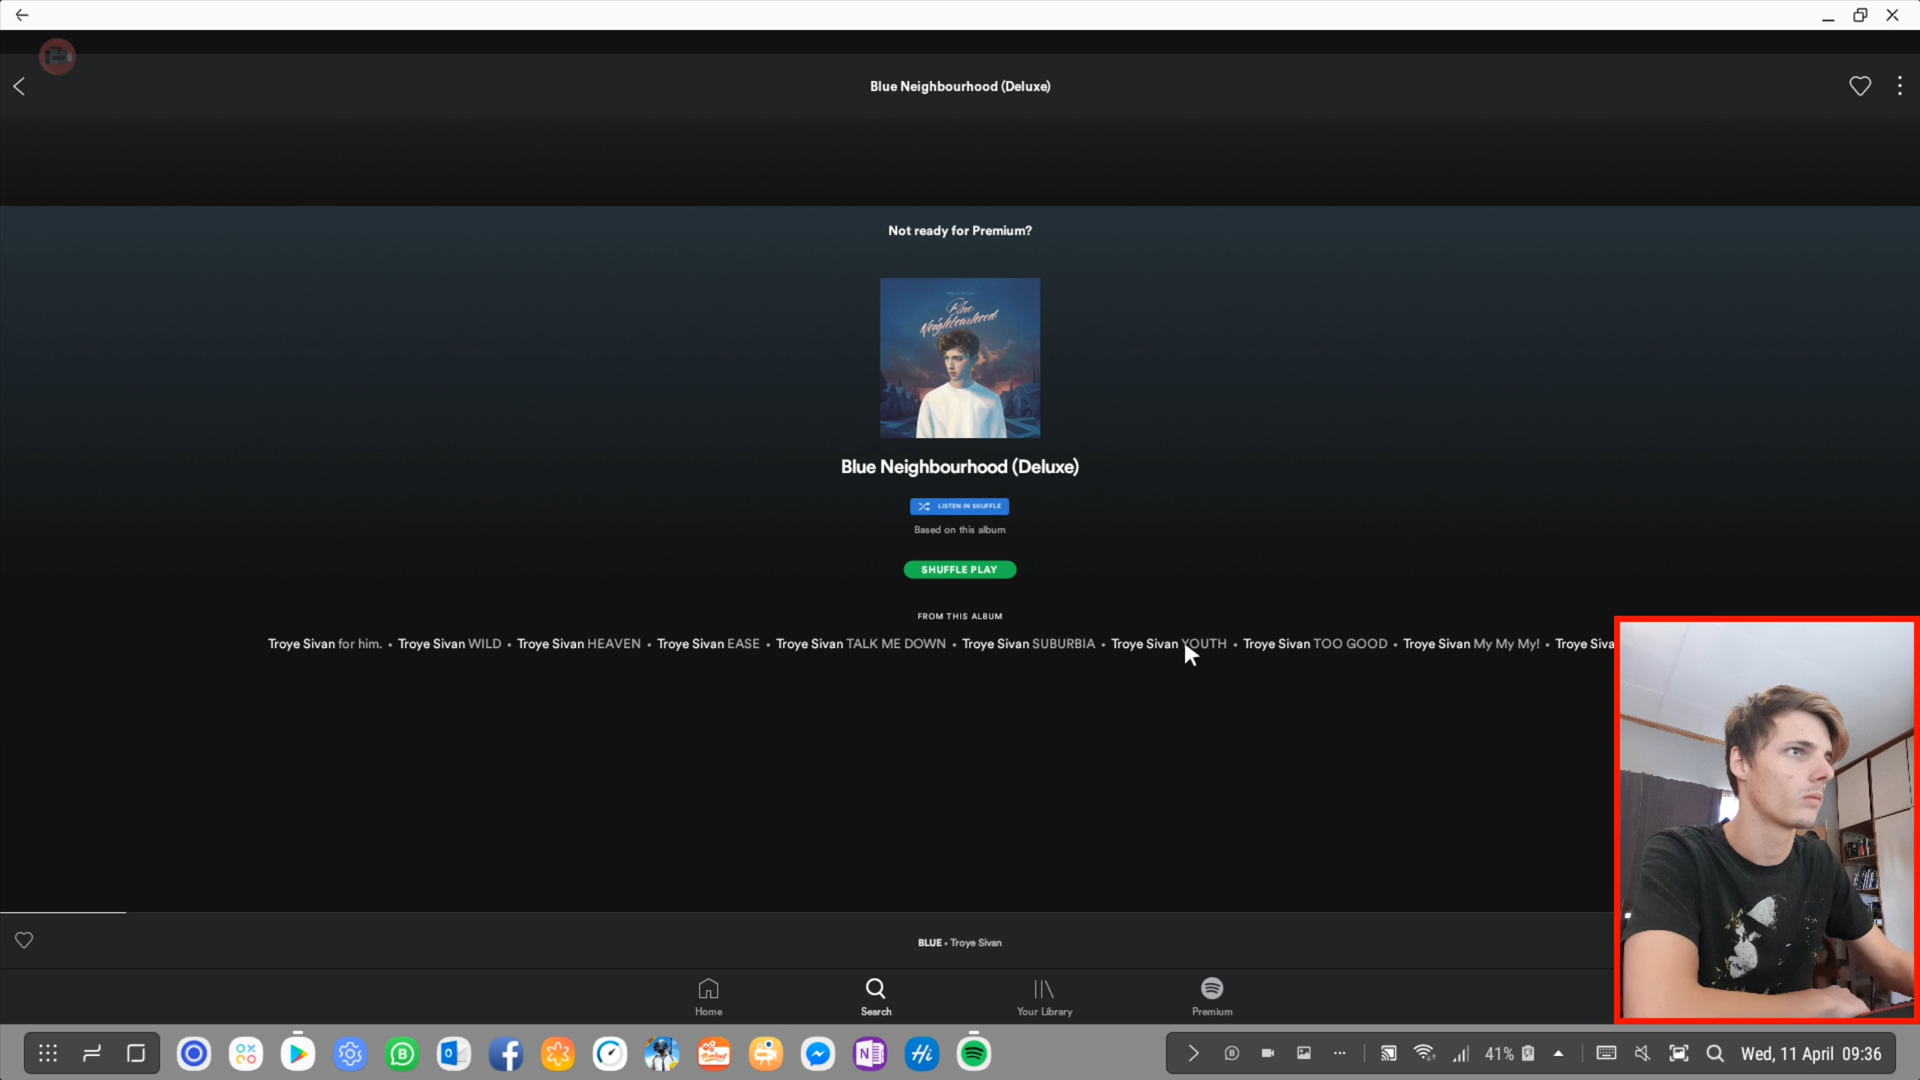 Blue Neighbourhood (Deluxe)
Not ready for Premium?
Blue Neighbourhood
Blue Neighbourhood (Deluxe)
LISTEN IN SHUFFLE
Based on this album
SHUFFLE PLAY
FROM THIS ALBUM
Troye Sivan for him. • Troye Sivan WILD • Troye Sivan HEAVEN • Troye Sivan EASE • Troye Sivan TALK ME DOWN • Troye Sivan SUBURBIA • Troye Sivan YOUTH • Troye Sivan TOO GOOD • Troye Sivan My My My! • Troye Siva
BLUE • Troye Sivan
Home
Search
Your Library
Premium
Hi
41%
Wed, 11 April 09:36